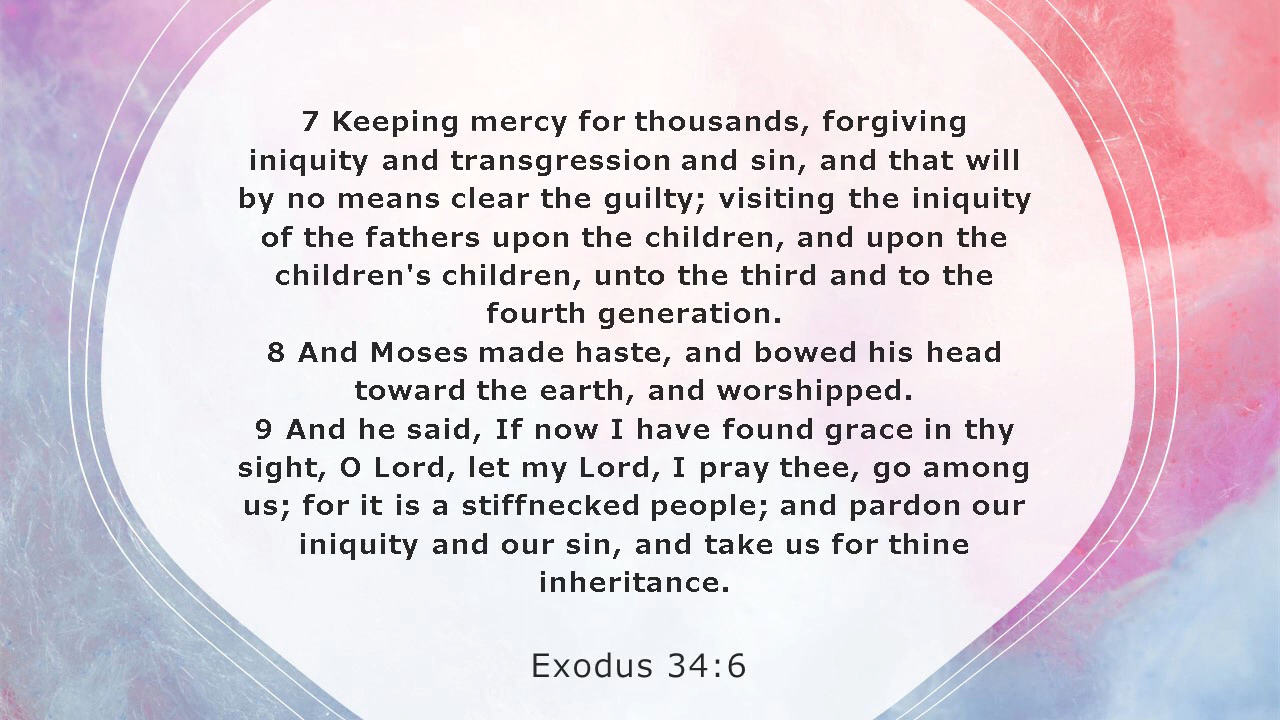 7 Keeping mercy for thousands, forgiving
iniquity and transgression and sin, and that will
by no means clear the guilty; visiting the iniquity
of the fathers upon the children, and upon the
children's children, unto the third and to the
fourth generation.
8 And Moses made haste, and bowed his head
toward the earth, and worshipped.
9 And he said, If now I have found grace in thy
sight, O Lord, let my Lord, I pray thee, go among
us; for it is a stiffnecked people; and pardon our
iniquity and our sin, and take us for thine
inheritance.
Exodus 34:6